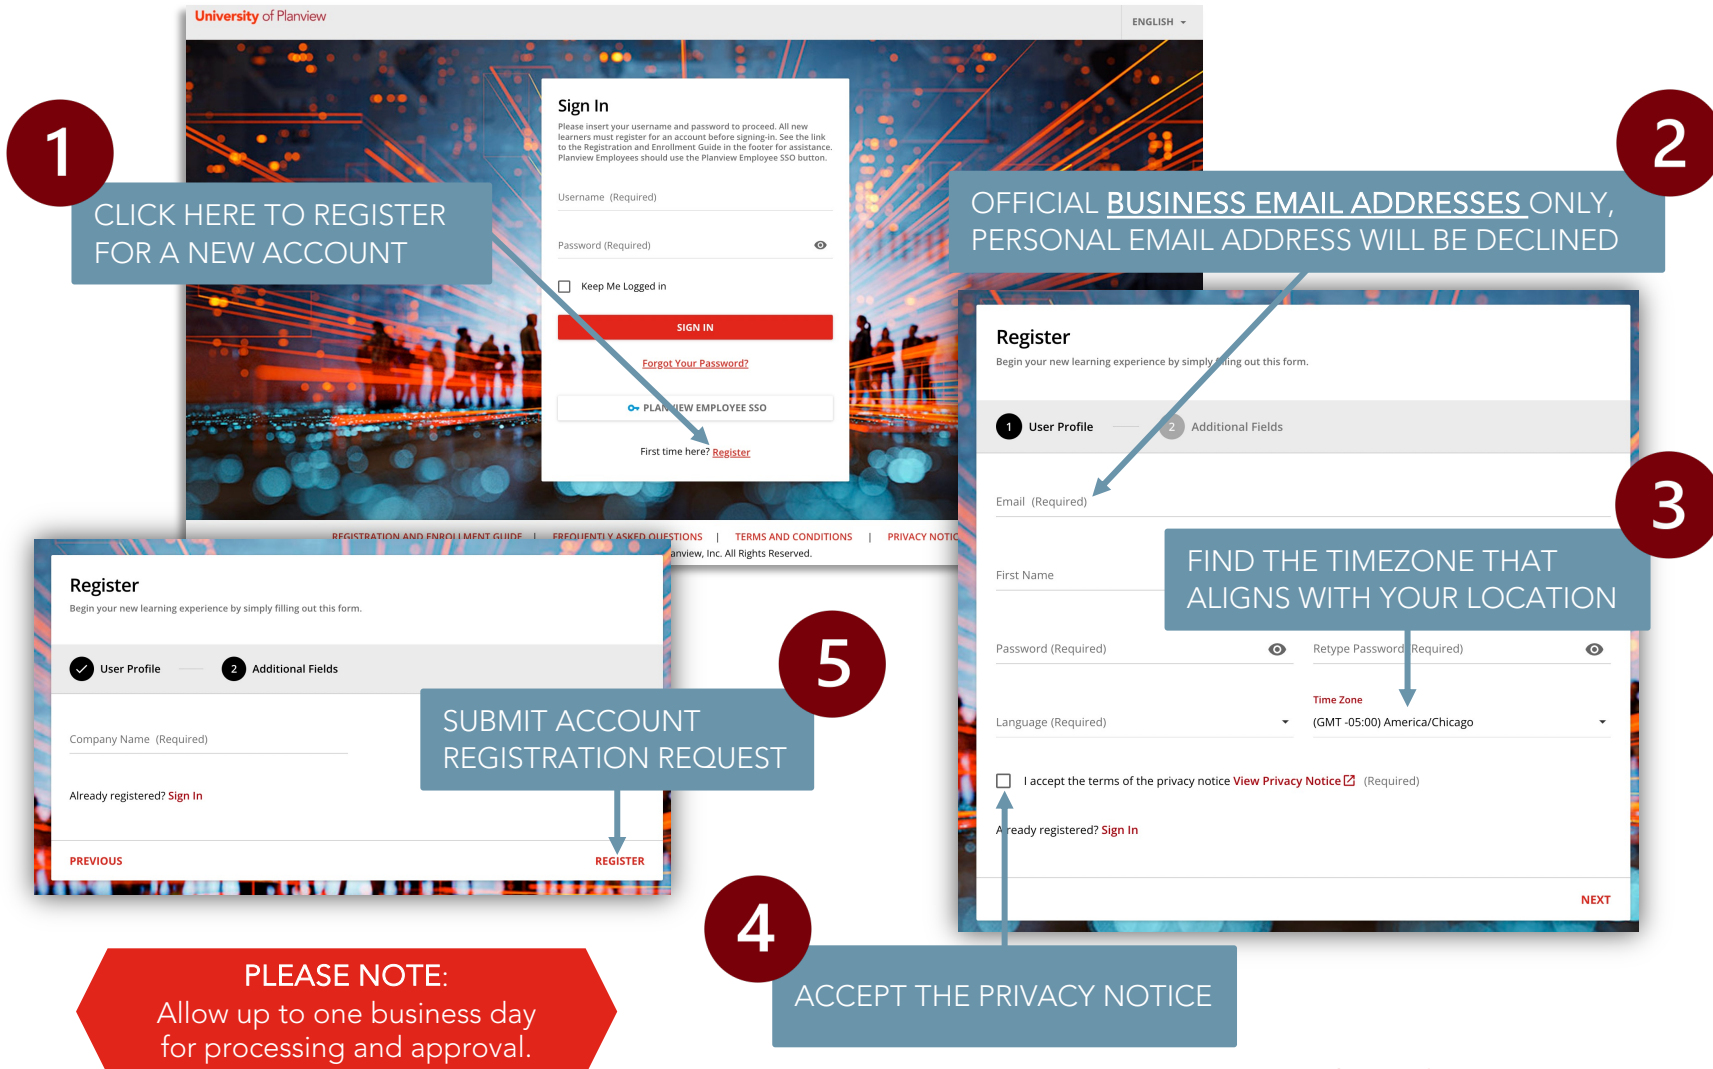 University of Planview
ENGLISH
1
CLICK HERE TO REGISTER
FOR A NEW ACCOUNT
Sign In
Please insert your username and password to proceed. All new
learners must register for an account before signing-in. See the link
to the Registration and Enrollment Guide in the footer for assistance.
Planview Employees should use the Planview Employee SSO button.
Username (Required)
Password (Required)
Keep Me Logged in
SIGN IN
Forgot Your Password?
PLANVIEW EMPLOYEE SSO
First time here? Register
REGISTRATION AND ENROLLMENT GUIDE | FREQUENTLY ASKED QUESTIONS | TERMS AND CONDITIONS | PRIVACY NOTIC
anview, Inc. All Rights Reserved.
2
OFFICIAL BUSINESS EMAIL ADDRESSES ONLY,
PERSONAL EMAIL ADDRESS WILL BE DECLINED
Register
Begin your new learning experience by simply filling out this form.
1 User Profile 2 Additional Fields
Email (Required)
3
FIND THE TIMEZONE THAT
ALIGNS WITH YOUR LOCATION
First Name
Password (Required)
Retype Password (Required)
Language (Required)
Time Zone
(GMT -05:00) America/Chicago
I accept the terms of the privacy notice View Privacy Notice (Required)
Already registered? Sign In
NEXT
4
ACCEPT THE PRIVACY NOTICE
Register
Begin your new learning experience by simply filling out this form.
User Profile 2 Additional Fields
Company Name (Required)
Already registered? Sign In
PREVIOUS
REGISTER
5
SUBMIT ACCOUNT
REGISTRATION REQUEST
PLEASE NOTE:
Allow up to one business day
for processing and approval.